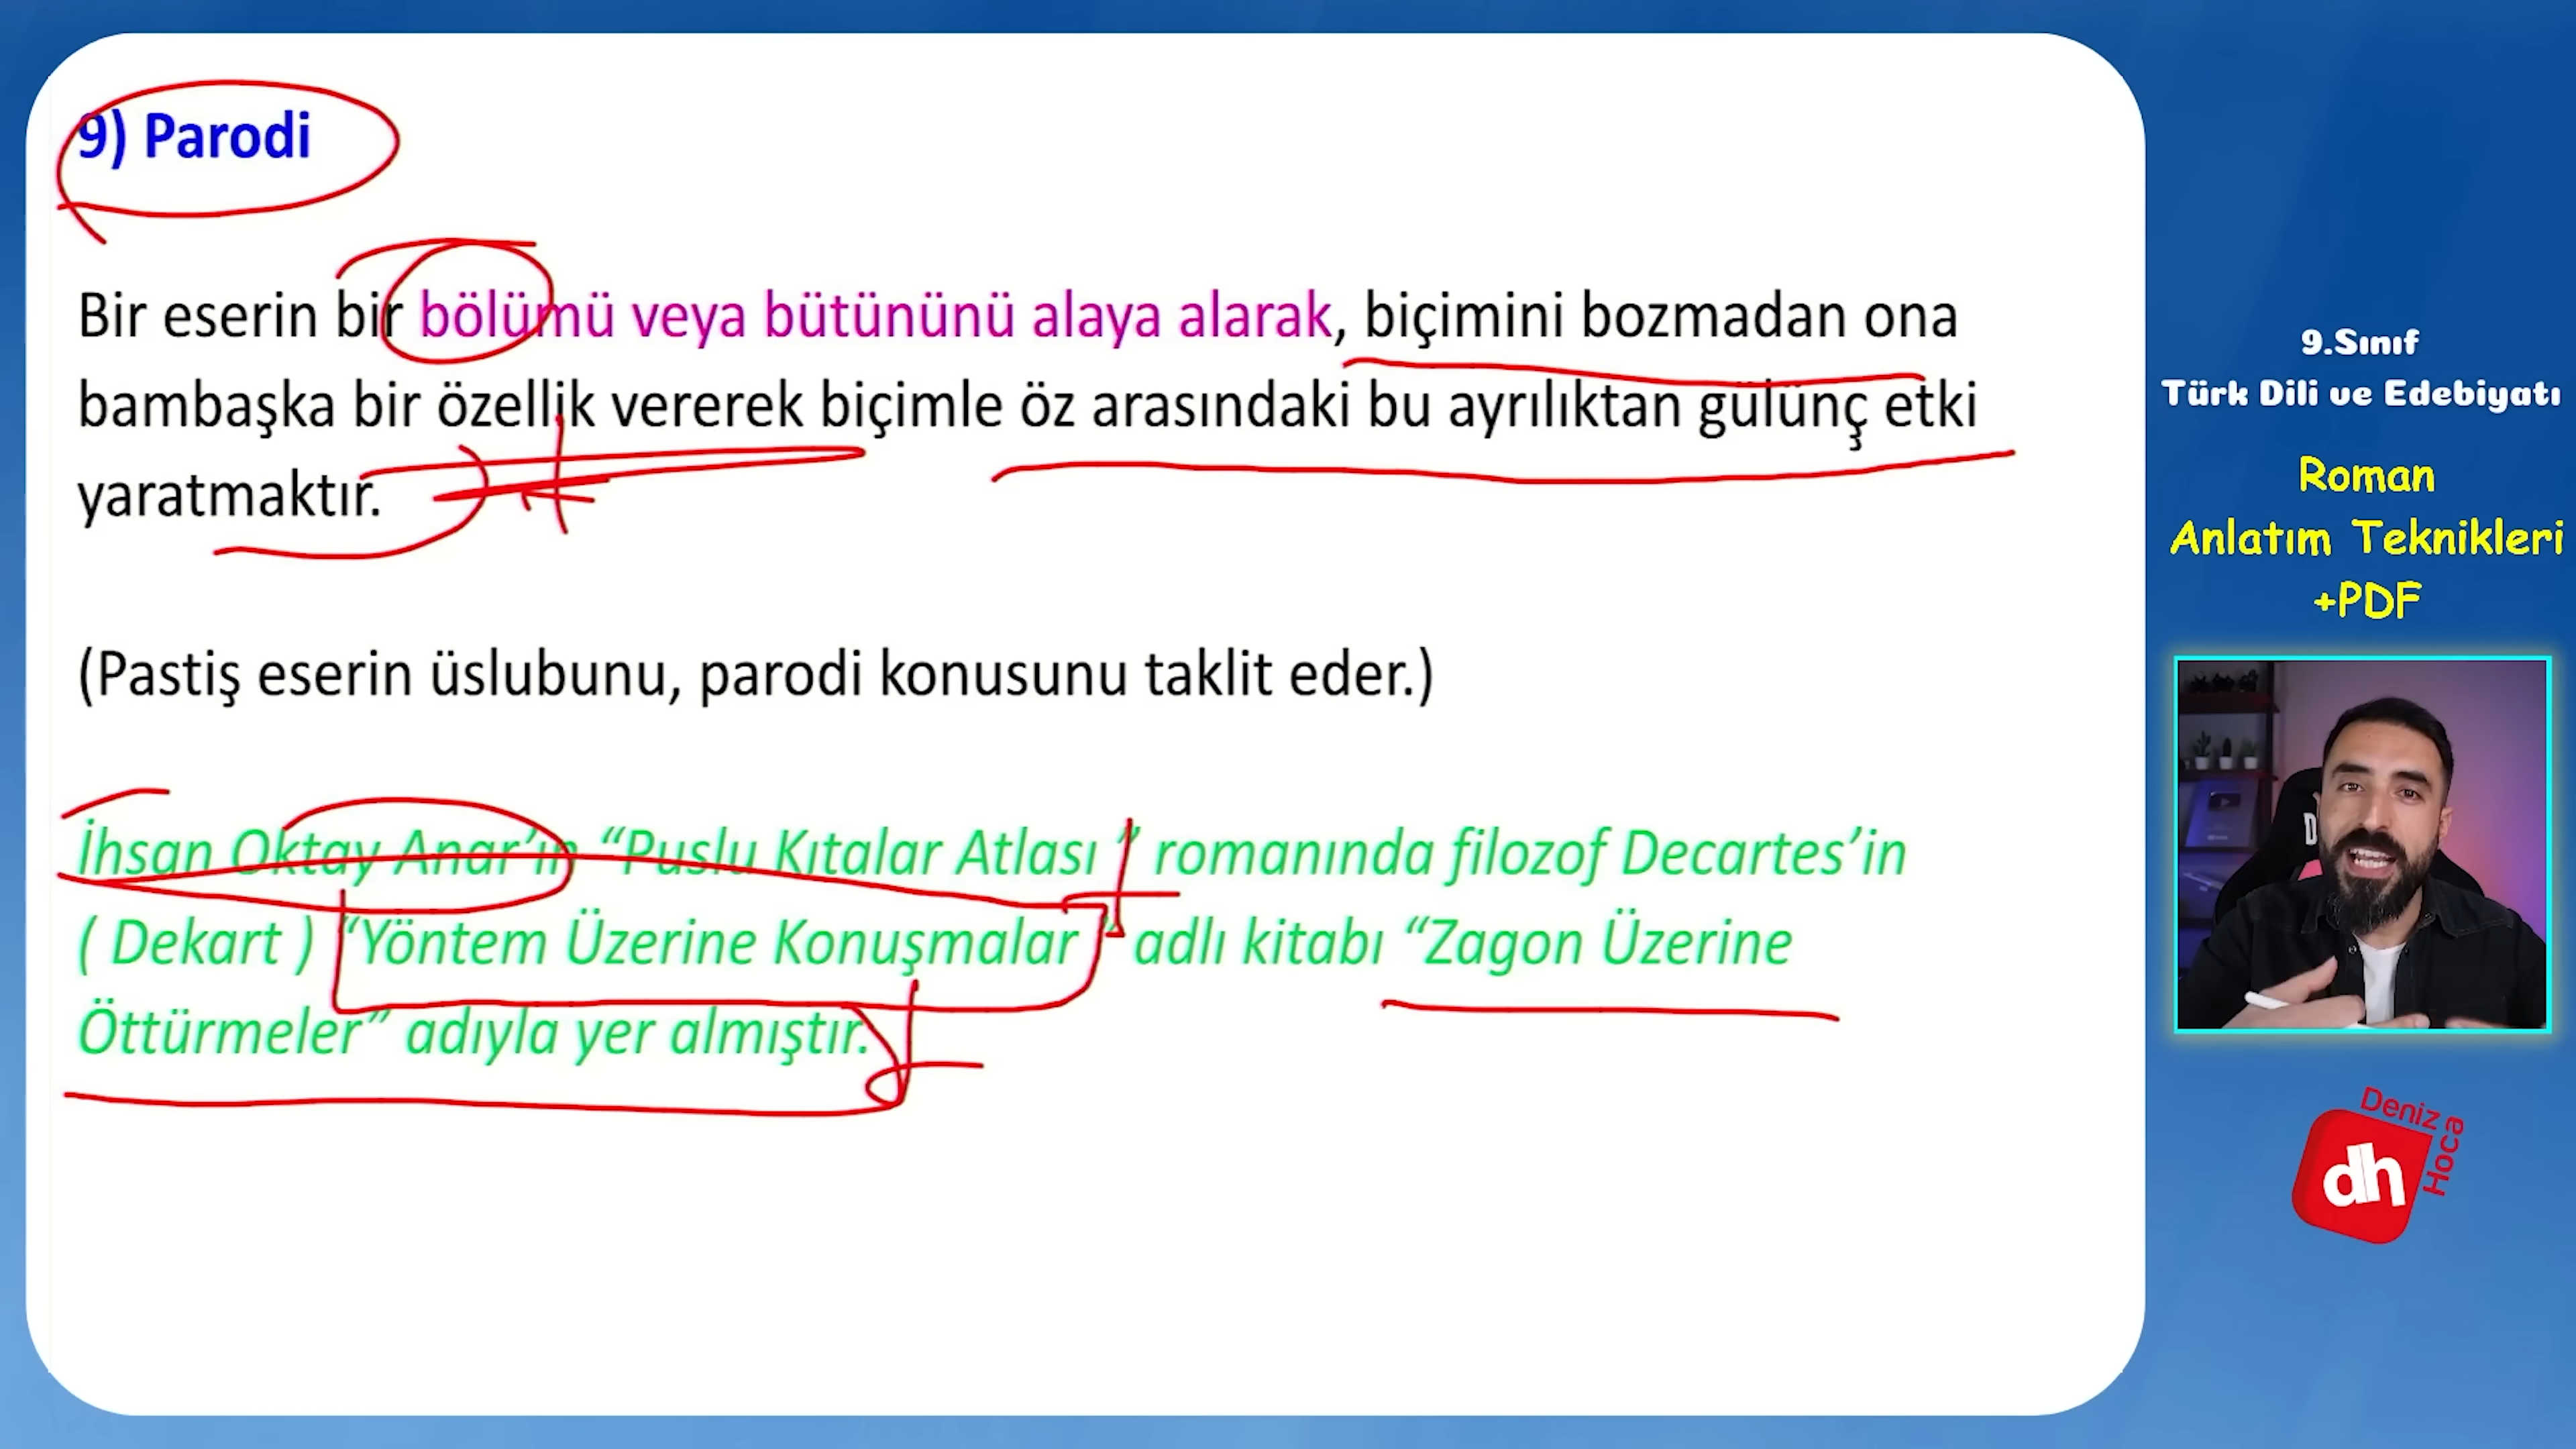 9) Parodi
Bir eserin bir bölümü veya bütününü alaya alarak, biçimini bozmadan ona
bambaşka bir özellik vererek biçimle öz arasındaki bu ayrılıktan gülünç etki
yaratmaktır.
(Pastiş eserin üslubunu, parodi konusunu taklit eder.)
İhsan Oktay Anar’ın “Puslu Kıtalar Atlası ” romanında filozof Decartes’in
( Dekart ) “Yöntem Üzerine Konuşmalar ” adlı kitabı “Zagon Üzerine
Öttürmeler” adıyla yer almıştır.
9.Sınıf
Türk Dili ve Edebiyatı
Roman
Anlatım Teknikleri
+PDF
D
Deniz
Hoca
dh